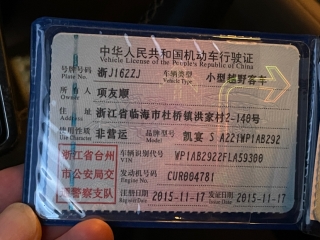 中华人民共和国机动车行驶证
Vehicle License of the People's Republic of China
号牌号码 浙J162ZJ 车辆类型 小型越野客车
Plate No. Vehicle Type
所有人 项友顺
Owner
住址 浙江省临海市杜桥镇洪家村2-140号
Address
使用性质 非营运 品牌型号 凯宴 S A221WP1AB292
Use Character Model
浙江省台州 车辆识别代号 WP1AB2922FLA59300
VIN
市公安局交 发动机号码 CUR004781
Engine No.
通警察支队 注册日期 2015-11-17 发证日期 2015-11-17
Register Date Issue Date